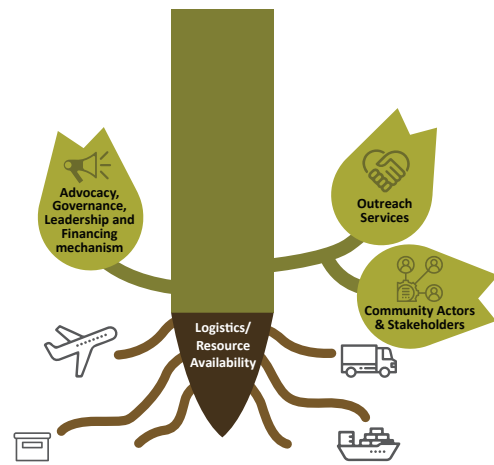 Advocacy,
Governance,
Leadership and
Financing
mechanism
Outreach
Services
Community Actors
& Stakeholders
Logistics/
Resource
Availability